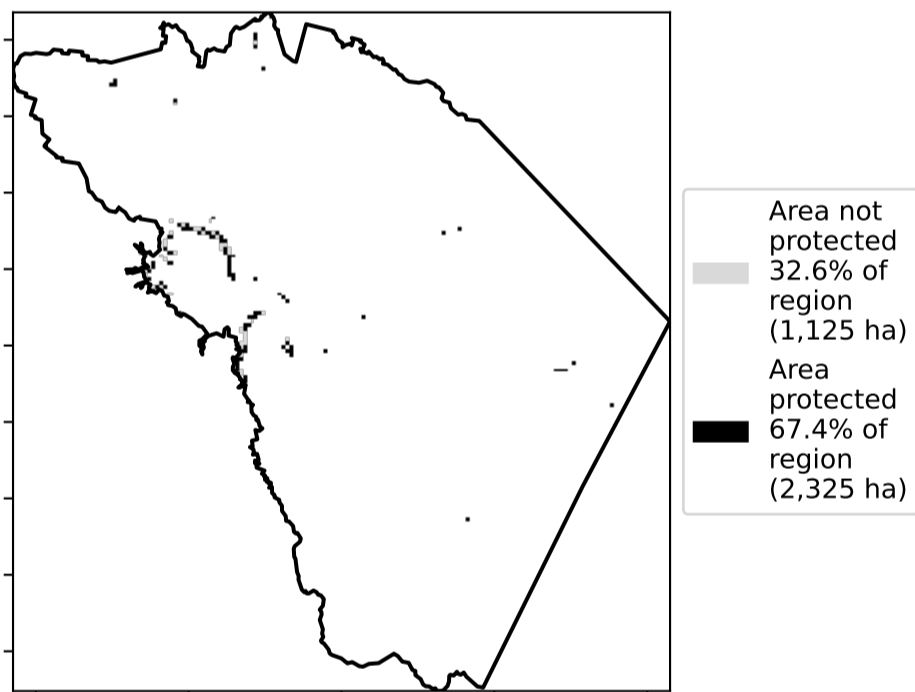 Area not
protected
32.6% of
region
(1,125 ha)
Area
protected
67.4% of
region
(2,325 ha)